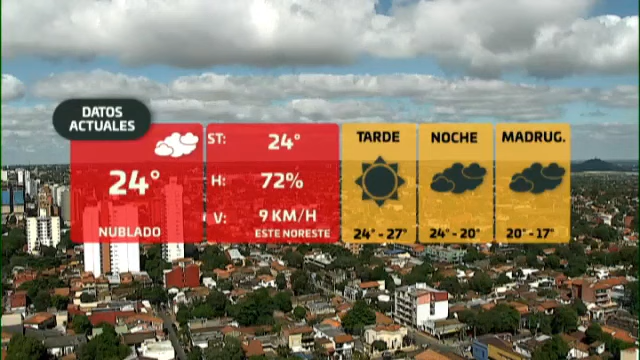 DATOS
ACTUALES
24°
NUBLADO
ST: 24°
H: 72%
V: 9 KM/H
ESTE NORESTE
TARDE
24° - 27°
NOCHE
24° - 20°
MADRUG.
20° - 17°